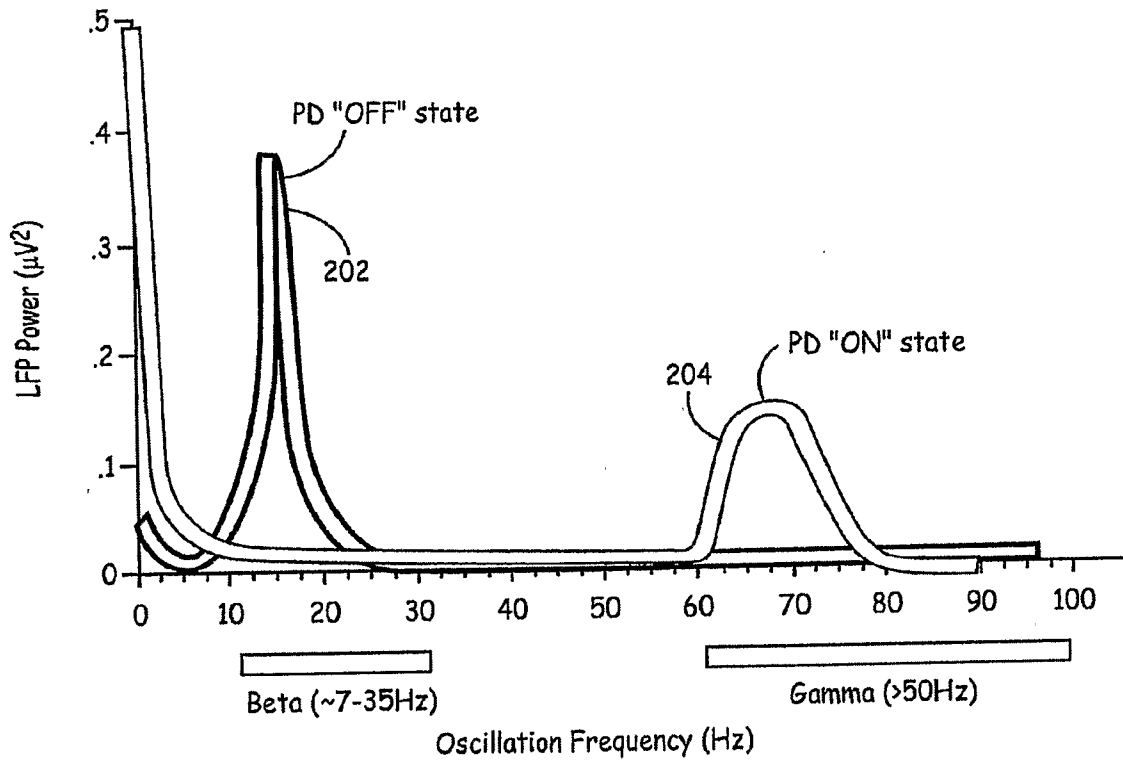 .5
.4
.3
.2
.1
0
LFP Power (µV²)
PD "OFF" state
202
PD "ON" state
204
0 10 20 30 40 50 60 70 80 90 100
Beta (~7-35Hz)
Gamma (>50Hz)
Oscillation Frequency (Hz)